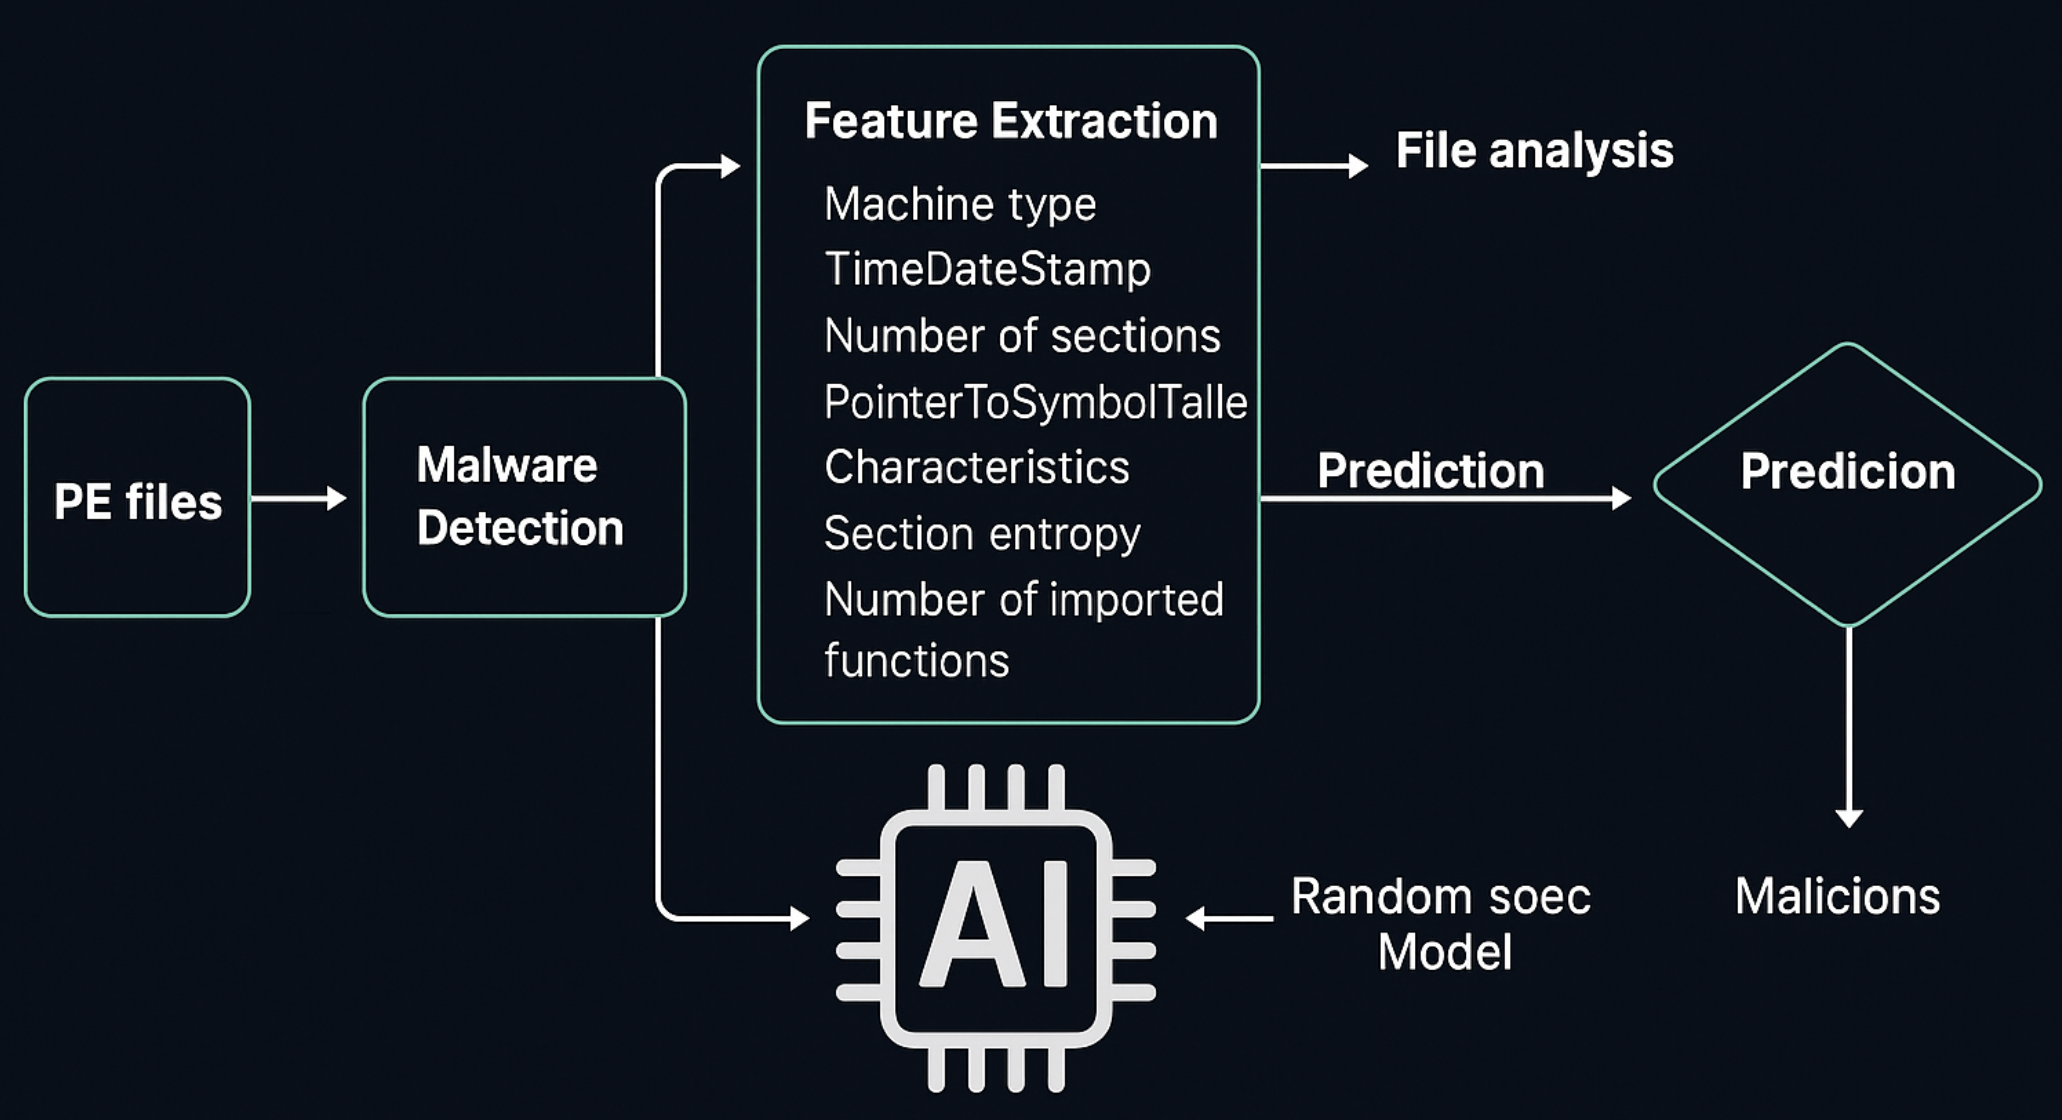 PE files
Malware
Detection
Feature Extraction
Machine type
TimeDateStamp
Number of sections
PointerToSymbolTalle
Characteristics
Section entropy
Number of imported
functions
File analysis
Prediction
Predicion
AI
Random soec
Model
Malicions